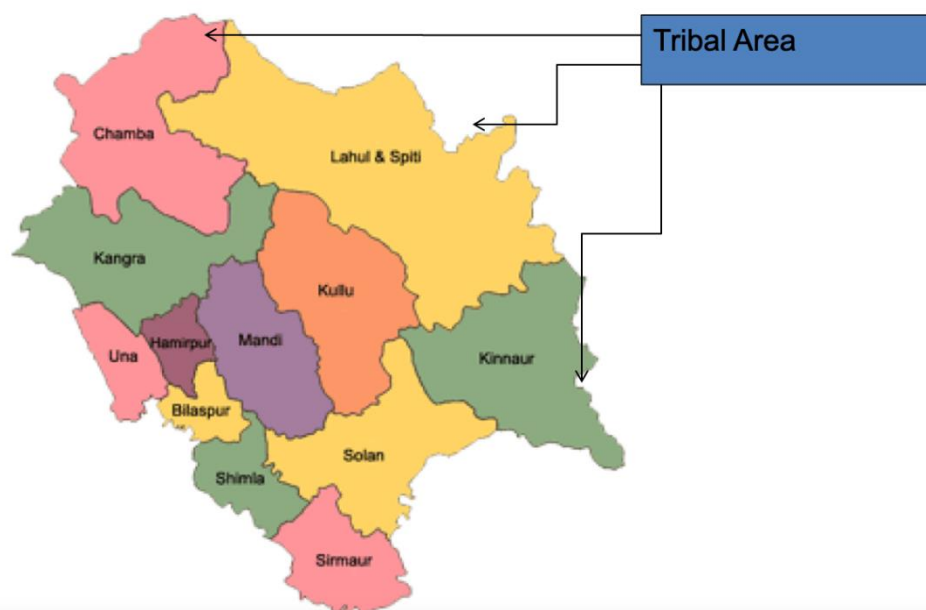 Tribal Area
Chamba
Lahul & Spiti
Kangra
Kullu
Una
Hamirpur
Mandi
Kinnaur
Bilaspur
Solan
Shimla
Sirmaur